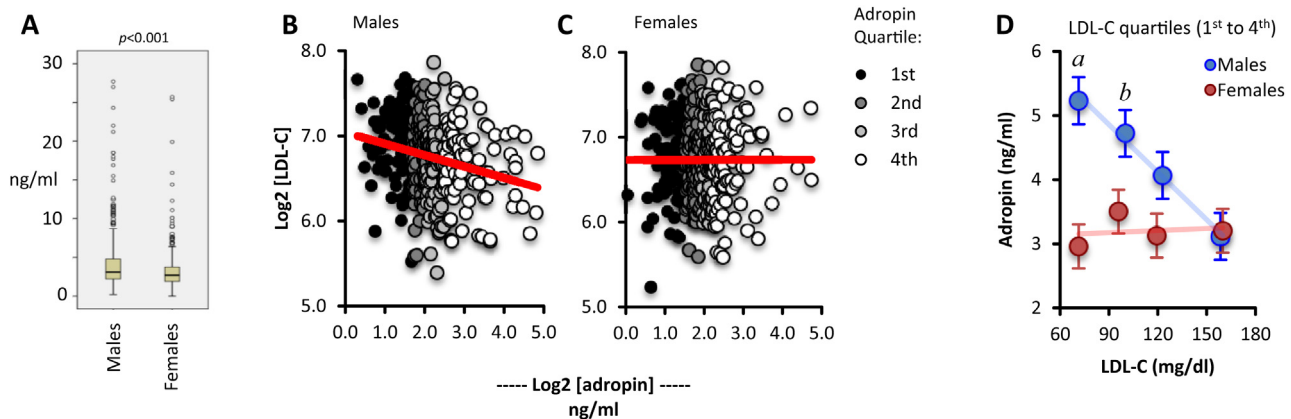 A
p<0.001
30
20
10
0
ng/ml
Males
Females
B
Males
8.0
7.0
6.0
5.0
Log2 [LDL-C]
0.0 1.0 2.0 3.0 4.0 5.0
C
Females
8.0
7.0
6.0
5.0
0.0 1.0 2.0 3.0 4.0 5.0
----- Log2 [adropin] -----
ng/ml
Adropin
Quartile:
1st
2nd
3rd
4th
D
LDL-C quartiles (1st to 4th)
6
5
4
3
2
Adropin (ng/ml)
a
b
Males
Females
60 90 120 150 180
LDL-C (mg/dl)